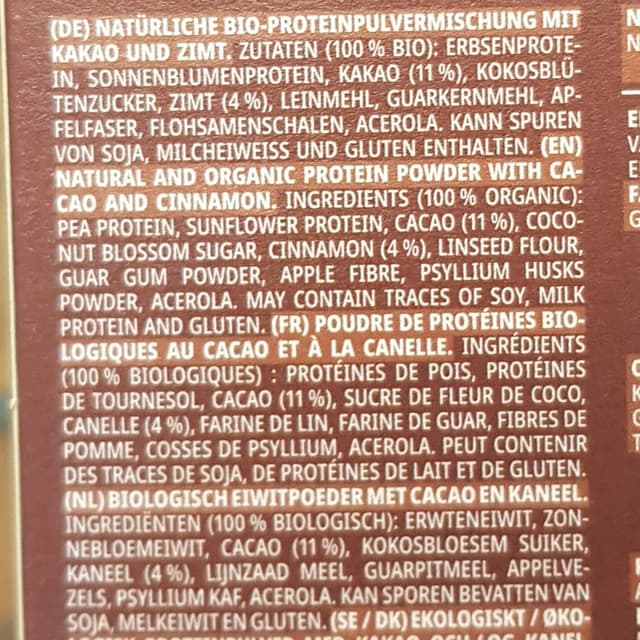 (DE) NATÜRLICHE BIO-PROTEINPULVERMISCHUNG MIT
KAKAO UND ZIMT. ZUTATEN (100 % BIO): ERBSENPROTE-
IN, SONNENBLUMENPROTEIN, KAKAO (11 %), KOKOSBLÜ-
TENZUCKER, ZIMT (4 %), LEINMEHL, GUARKERNMEHL, AP-
FELFASER, FLOHSAMENSCHALEN, ACEROLA. KANN SPUREN
VON SOJA, MILCHEIWEISS UND GLUTEN ENTHALTEN. (EN)
NATURAL AND ORGANIC PROTEIN POWDER WITH CA-
CAO AND CINNAMON. INGREDIENTS (100 % ORGANIC):
PEA PROTEIN, SUNFLOWER PROTEIN, CACAO (11 %), COCO-
NUT BLOSSOM SUGAR, CINNAMON (4 %), LINSEED FLOUR,
GUAR GUM POWDER, APPLE FIBRE, PSYLLIUM HUSKS
POWDER, ACEROLA. MAY CONTAIN TRACES OF SOY, MILK
PROTEIN AND GLUTEN. (FR) POUDRE DE PROTÉINES BIO-
LOGIQUES AU CACAO ET À LA CANELLE. INGRÉDIENTS
(100 % BIOLOGIQUES) : PROTÉINES DE POIS, PROTÉINES
DE TOURNESOL, CACAO (11 %), SUCRE DE FLEUR DE COCO,
CANELLE (4 %), FARINE DE LIN, FARINE DE GUAR, FIBRES DE
POMME, COSSES DE PSYLLIUM, ACEROLA. PEUT CONTENIR
DES TRACES DE SOJA, DE PROTÉINES DE LAIT ET DE GLUTEN.
(NL) BIOLOGISCH EIWITPOEDER MET CACAO EN KANEEL.
INGREDIËNTEN (100 % BIOLOGISCH): ERWTENEIWIT, ZON-
NEBLOEMEIWIT, CACAO (11 %), KOKOSBLOESEM SUIKER,
KANEEL (4 %), LIJNZAAD MEEL, GUARPITMEEL, APPELVE-
ZELS, PSYLLIUM KAF, ACEROLA. KAN SPOREN BEVATTEN VAN
SOJA, MELKEIWIT EN GLUTEN. (SE / DK) EKOLOGISKT / ØKO-